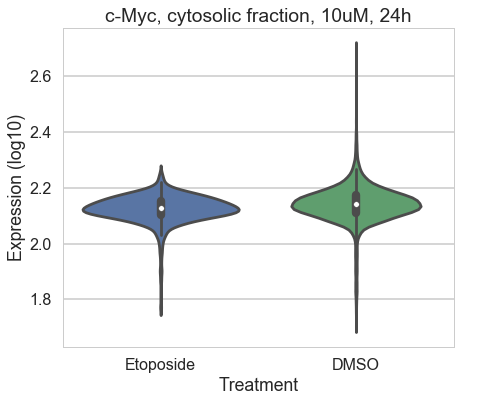 c-Myc, cytosolic fraction, 10uM, 24h
Expression (log10)
2.6
2.4
2.2
2.0
1.8
Etoposide DMSO
Treatment